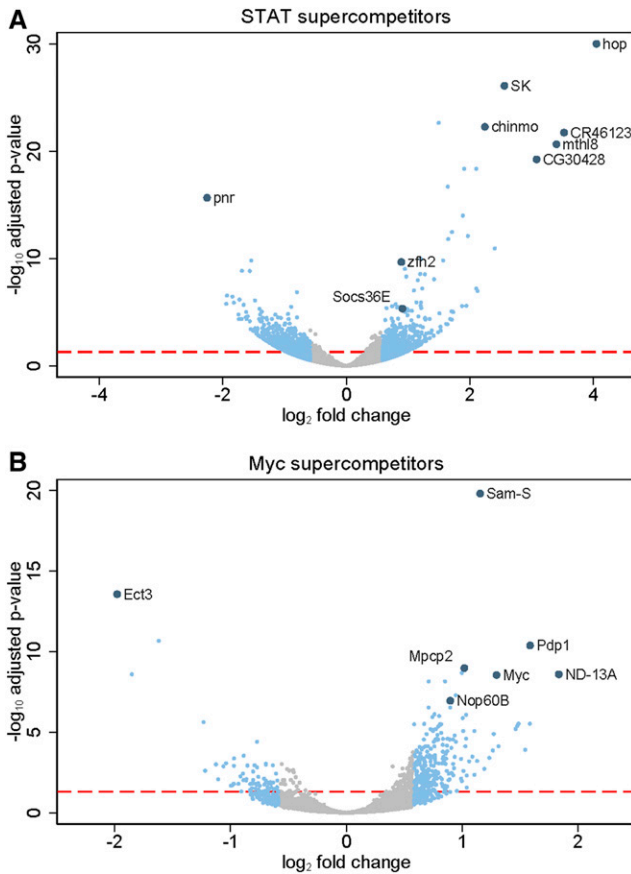 A
STAT supercompetitors
-log10 adjusted p-value
30
20
10
0
hop
SK
chinmo
CR46123
mthl8
CG30428
pnr
zfh2
Socs36E
-4
-2
0
2
4
log2 fold change
B
Myc supercompetitors
-log10 adjusted p-value
20
15
10
5
0
Sam-S
Ect3
Pdp1
Mpcp2
Myc
ND-13A
Nop60B
-2
-1
0
1
2
log2 fold change